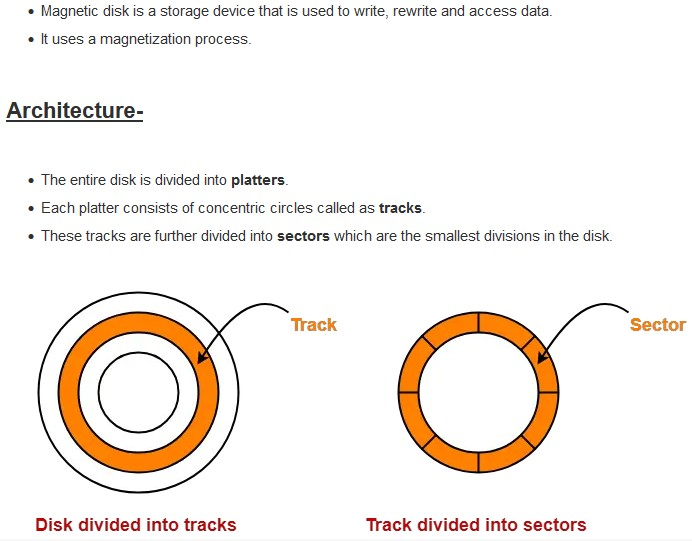 Magnetic disk is a storage device that is used to write, rewrite and access data.
It uses a magnetization process.
Architecture-
The entire disk is divided into platters.
Each platter consists of concentric circles called as tracks.
These tracks are further divided into sectors which are the smallest divisions in the disk.
Track
Sector
Disk divided into tracks
Track divided into sectors